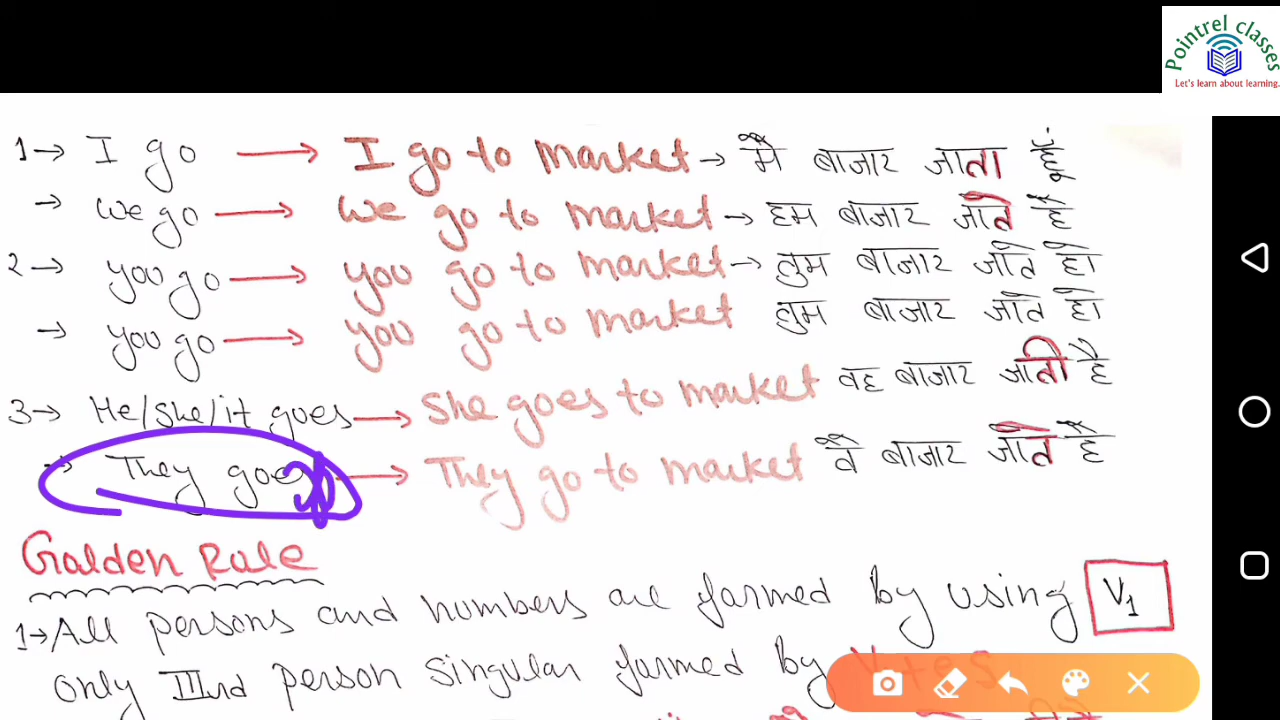 Pointrel classes
Let's learn about learning.
1→ I go → I go to market → मैं बाजार जाता हूँ
→ we go → we go to market → हम बाजार जाते हैं
2→ you go → you go to market → तुम बाजार जाते हो
→ you go → you go to market तुम बाजार जाते हो
3→ He/she/it goes → She goes to market वह बाजार जाती है
→ They → They go to market वे बाजार जाते हैं
Golden Rule
1→ All persons and numbers are formed by using V1
only IIIrd person singular formed by